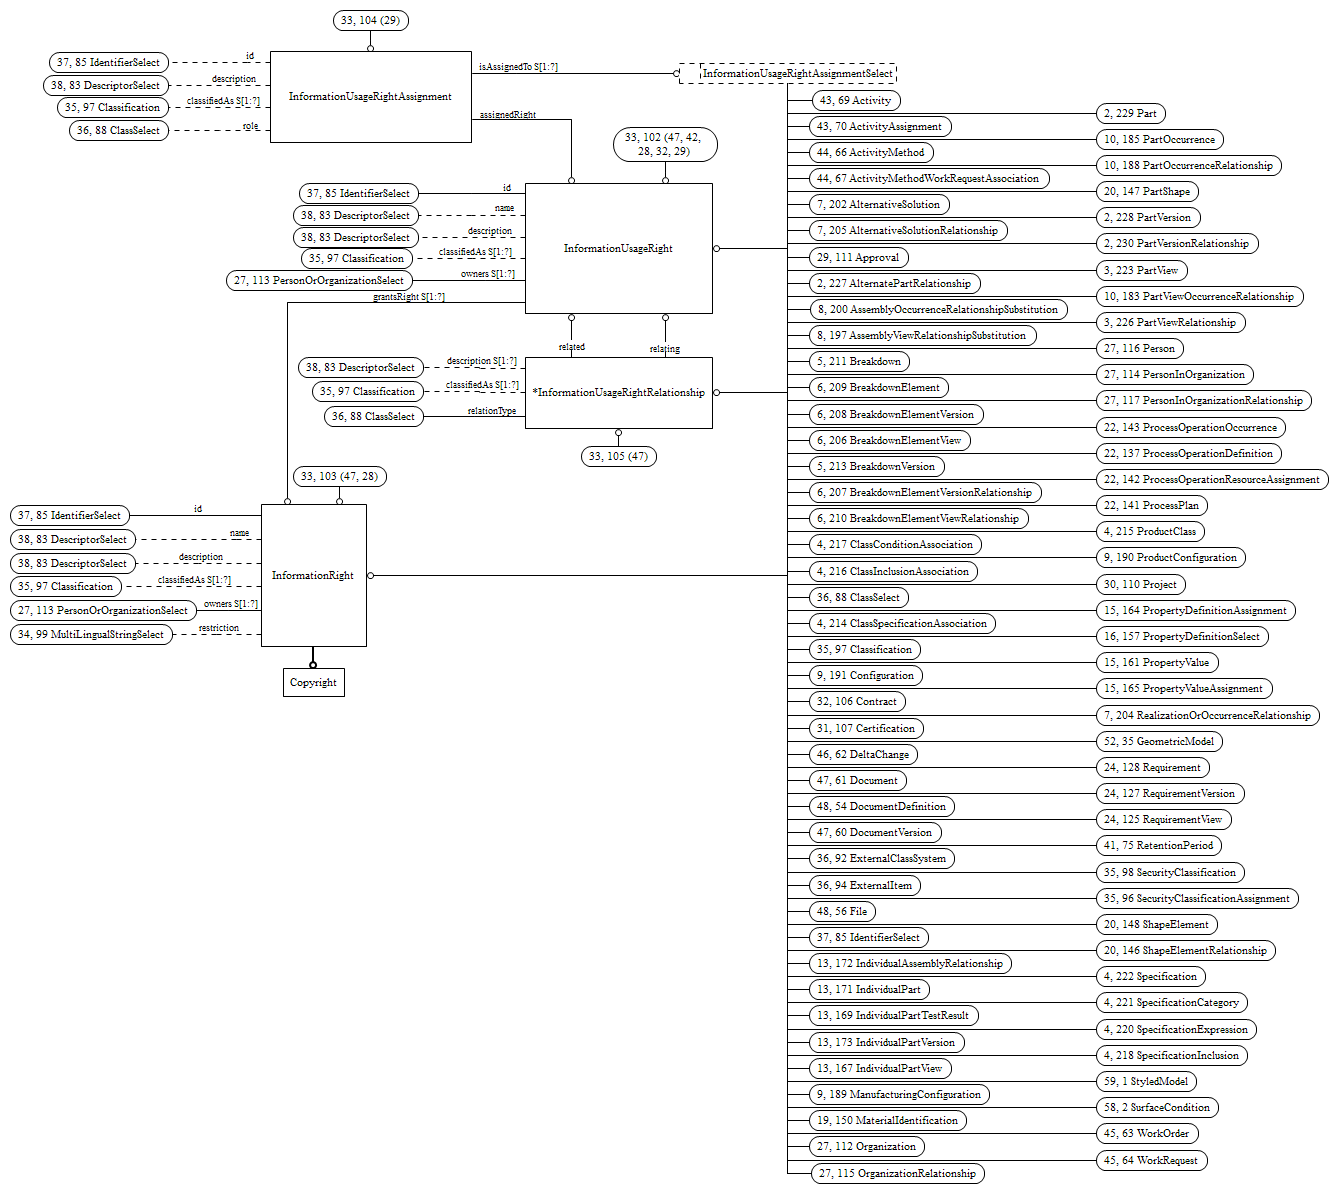 33, 104 (29)
37, 85 IdentifierSelect
id
38, 83 DescriptorSelect
description
35, 97 Classification
classifiedAs S[1:?]
36, 88 ClassSelect
role
InformationUsageRightAssignment
isAssignedTo S[1:?]
InformationUsageRightAssignmentSelect
assignedRight
33, 102 (47, 42,
28, 32, 29)
37, 85 IdentifierSelect
id
38, 83 DescriptorSelect
name
38, 83 DescriptorSelect
description
35, 97 Classification
classifiedAs S[1:?]
27, 113 PersonOrOrganizationSelect
owners S[1:?]
grantsRight S[1:?]
InformationUsageRight
related
relating
38, 83 DescriptorSelect
description S[1:?]
35, 97 Classification
classifiedAs S[1:?]
36, 88 ClassSelect
relationType
*InformationUsageRightRelationship
33, 105 (47)
33, 103 (47, 28)
37, 85 IdentifierSelect
id
38, 83 DescriptorSelect
name
38, 83 DescriptorSelect
description
35, 97 Classification
classifiedAs S[1:?]
27, 113 PersonOrOrganizationSelect
owners S[1:?]
34, 99 MultiLingualStringSelect
restriction
InformationRight
Copyright
43, 69 Activity
43, 70 ActivityAssignment
44, 66 ActivityMethod
44, 67 ActivityMethodWorkRequestAssociation
7, 202 AlternativeSolution
7, 205 AlternativeSolutionRelationship
29, 111 Approval
2, 227 AlternatePartRelationship
8, 200 AssemblyOccurrenceRelationshipSubstitution
8, 197 AssemblyViewRelationshipSubstitution
5, 211 Breakdown
6, 209 BreakdownElement
6, 208 BreakdownElementVersion
6, 206 BreakdownElementView
5, 213 BreakdownVersion
6, 207 BreakdownElementVersionRelationship
6, 210 BreakdownElementViewRelationship
4, 217 ClassConditionAssociation
4, 216 ClassInclusionAssociation
36, 88 ClassSelect
4, 214 ClassSpecificationAssociation
35, 97 Classification
9, 191 Configuration
32, 106 Contract
31, 107 Certification
46, 62 DeltaChange
47, 61 Document
48, 54 DocumentDefinition
47, 60 DocumentVersion
36, 92 ExternalClassSystem
36, 94 ExternalItem
48, 56 File
37, 85 IdentifierSelect
13, 172 IndividualAssemblyRelationship
13, 171 IndividualPart
13, 169 IndividualPartTestResult
13, 173 IndividualPartVersion
13, 167 IndividualPartView
9, 189 ManufacturingConfiguration
19, 150 MaterialIdentification
27, 112 Organization
27, 115 OrganizationRelationship
2, 229 Part
10, 185 PartOccurrence
10, 188 PartOccurrenceRelationship
20, 147 PartShape
2, 228 PartVersion
2, 230 PartVersionRelationship
3, 223 PartView
10, 183 PartViewOccurrenceRelationship
3, 226 PartViewRelationship
27, 116 Person
27, 114 PersonInOrganization
27, 117 PersonInOrganizationRelationship
22, 143 ProcessOperationOccurrence
22, 137 ProcessOperationDefinition
22, 142 ProcessOperationResourceAssignment
22, 141 ProcessPlan
4, 215 ProductClass
9, 190 ProductConfiguration
30, 110 Project
15, 164 PropertyDefinitionAssignment
16, 157 PropertyDefinitionSelect
15, 161 PropertyValue
15, 165 PropertyValueAssignment
7, 204 RealizationOrOccurrenceRelationship
52, 35 GeometricModel
24, 128 Requirement
24, 127 RequirementVersion
24, 125 RequirementView
41, 75 RetentionPeriod
35, 98 SecurityClassification
35, 96 SecurityClassificationAssignment
20, 148 ShapeElement
20, 146 ShapeElementRelationship
4, 222 Specification
4, 221 SpecificationCategory
4, 220 SpecificationExpression
4, 218 SpecificationInclusion
59, 1 StyledModel
58, 2 SurfaceCondition
45, 63 WorkOrder
45, 64 WorkRequest